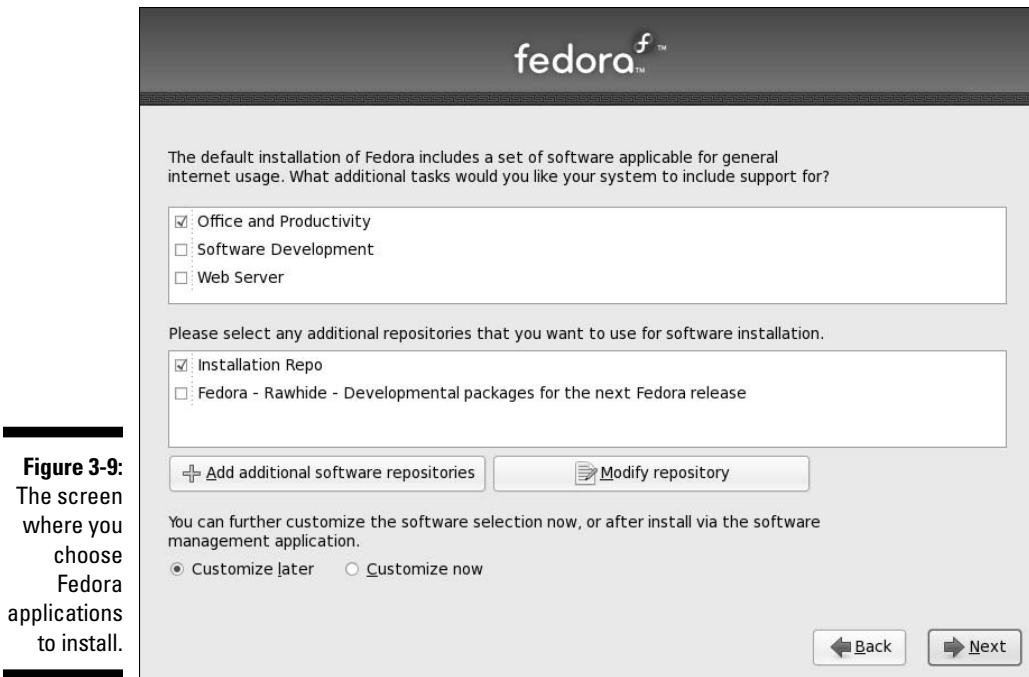 fedora
The default installation of Fedora includes a set of software applicable for general
internet usage. What additional tasks would you like your system to include support for?
Office and Productivity
Software Development
Web Server
Please select any additional repositories that you want to use for software installation.
Installation Repo
Fedora - Rawhide - Developmental packages for the next Fedora release
Add additional software repositories
Modify repository
You can further customize the software selection now, or after install via the software
management application.
Customize later
Customize now
Back
Next
Figure 3-9:
The screen
where you
choose
Fedora
applications
to install.